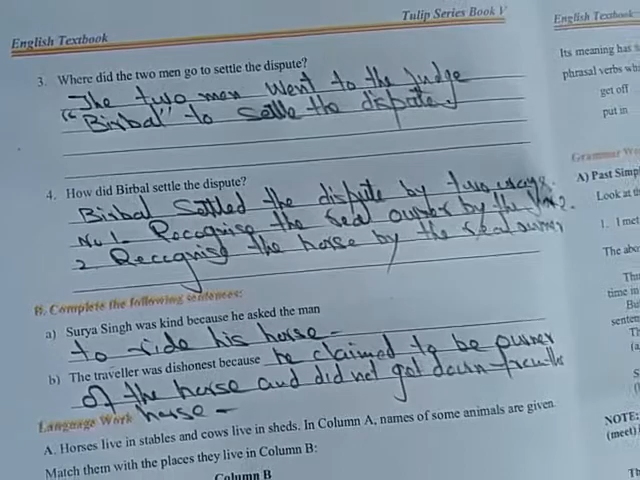 English Textbook
Tulip Series Book V
3. Where did the two men go to settle the dispute?
The two men went to the Judge
"Birbal" to settle the dispute.
4. How did Birbal settle the dispute?
Birbal settled the dispute by two ways.
No 1. Recognise the real owner by the
2. Recognise the horse by the real owner
B. Complete the following sentences:
a) Surya Singh was kind because he asked the man
to ride his horse -
b) The traveller was dishonest because he claimed to be owner
of the horse and did not get down from the
horse -
Language Work
A. Horses live in stables and cows live in sheds. In Column A, names of some animals are given.
Match them with the places they live in Column B:
Column B
English Textbook
Its meaning has
phrasal verbs
get off
put in
Grammar
A) Past Simpl
Look at th
1. I met
The abo
time in
NOTE:
(meet)